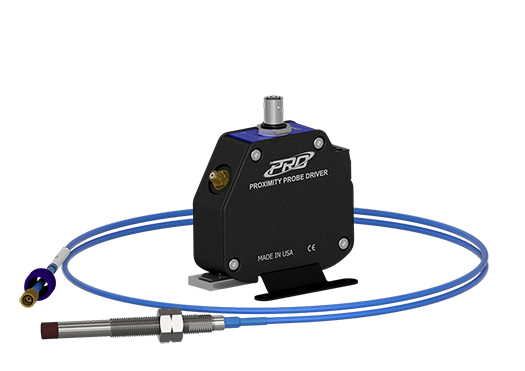 PRO
PROXIMITY PROBE DRIVER
MADE IN USA CE